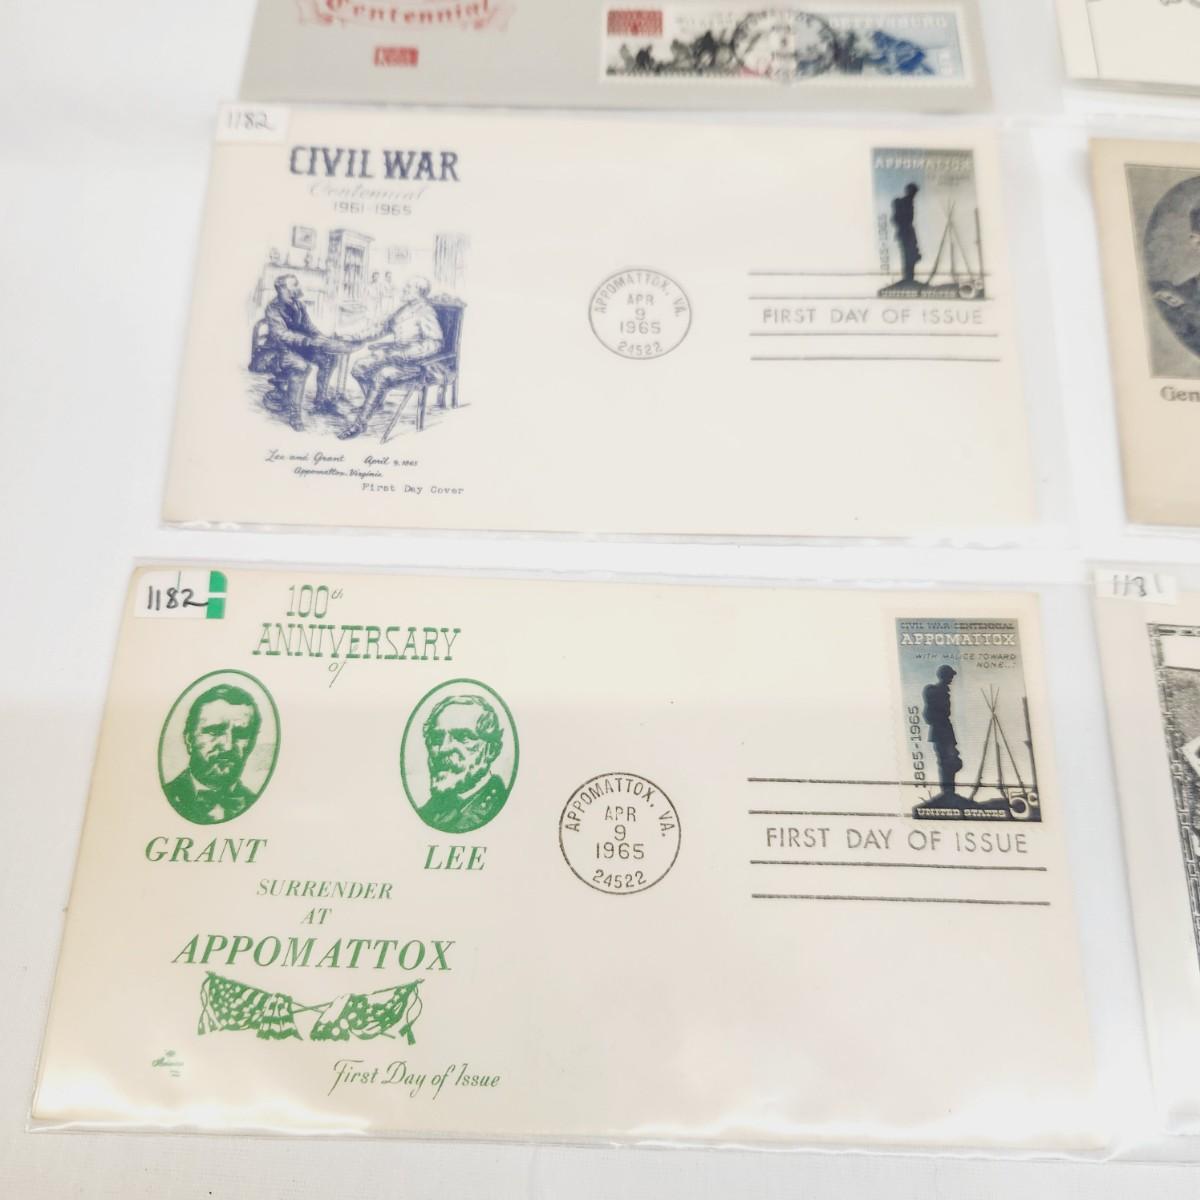 Centennial
GETTYSBURG
1182
CIVIL WAR
Centennial
1961-1965
Lee and Grant April 9, 1865
Appomattox, Virginia
First Day Cover
APPOMATTOX, VA.
APR
9
1965
24522
APPOMATTOX
1865-1965
UNITED STATES 5c
FIRST DAY OF ISSUE
Gen
1182
100th
ANNIVERSARY
of
GRANT
LEE
SURRENDER
AT
APPOMATTOX
First Day of Issue
APPOMATTOX, VA.
APR
9
1965
24522
CIVIL WAR CENTENNIAL
APPOMATTOX
WITH MALICE TOWARD
NONE...
1865-1965
UNITED STATES 5c
FIRST DAY OF ISSUE
1181